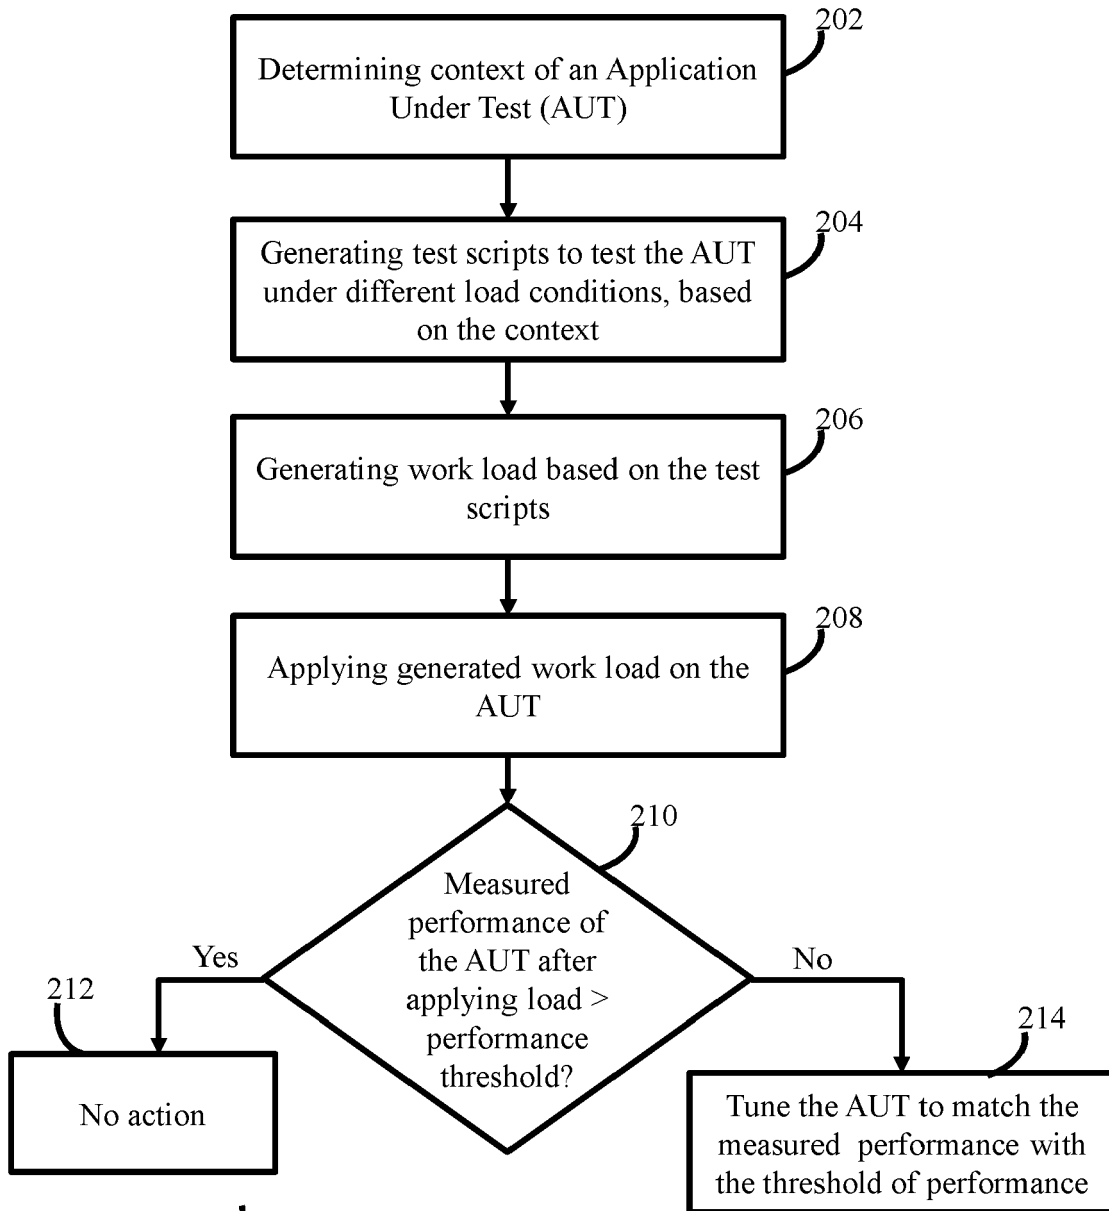 202
Determining context of an Application
Under Test (AUT)
204
Generating test scripts to test the AUT
under different load conditions, based
on the context
206
Generating work load based on the test
scripts
208
Applying generated work load on the
AUT
210
Measured
performance of
the AUT after
applying load >
performance
threshold?
Yes
No
212
No action
214
Tune the AUT to match the
measured performance with
the threshold of performance